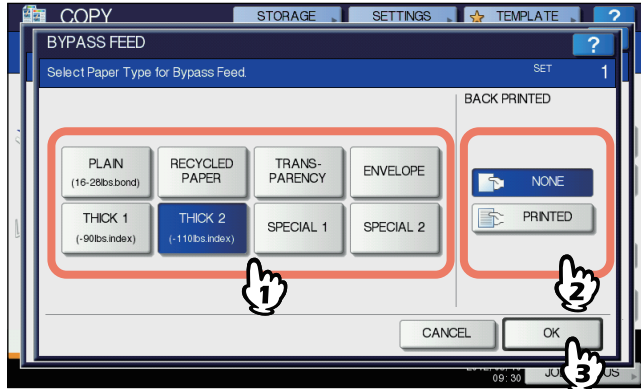 COPY STORAGE SETTINGS TEMPLATE ?
BYPASS FEED ?
Select Paper Type for Bypass Feed. SET 1
BACK PRINTED
PLAIN
(16-28lbs.bond)
RECYCLED
PAPER
TRANS-
PARENCY
ENVELOPE
THICK 1
(-90lbs.index)
THICK 2
(-110lbs.index)
SPECIAL 1
SPECIAL 2
NONE
PRINTED
1
2
CANCEL OK
3
09:30